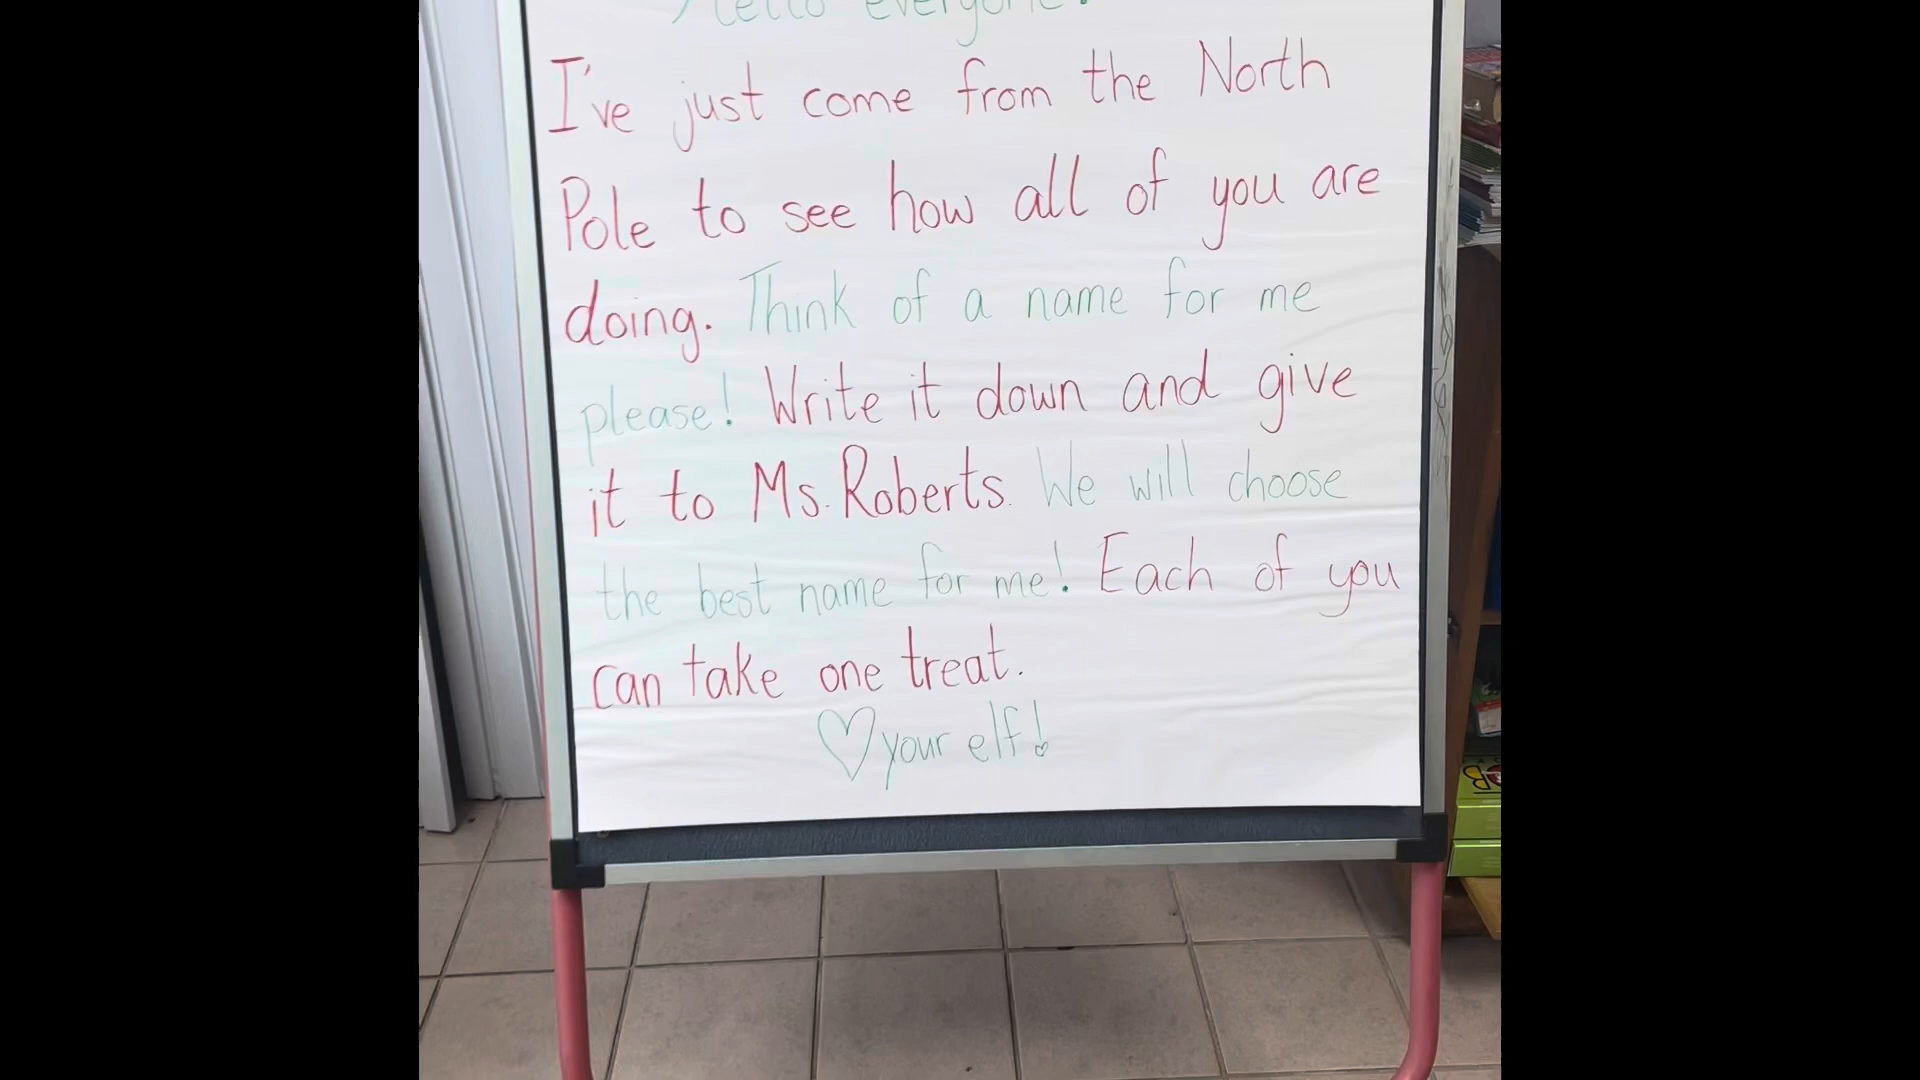 Hello everyone!
I've just come from the North
Pole to see how all of you are
doing. Think of a name for me
please! Write it down and give
it to Ms. Roberts. We will choose
the best name for me! Each of you
can take one treat.
♡ your elf!